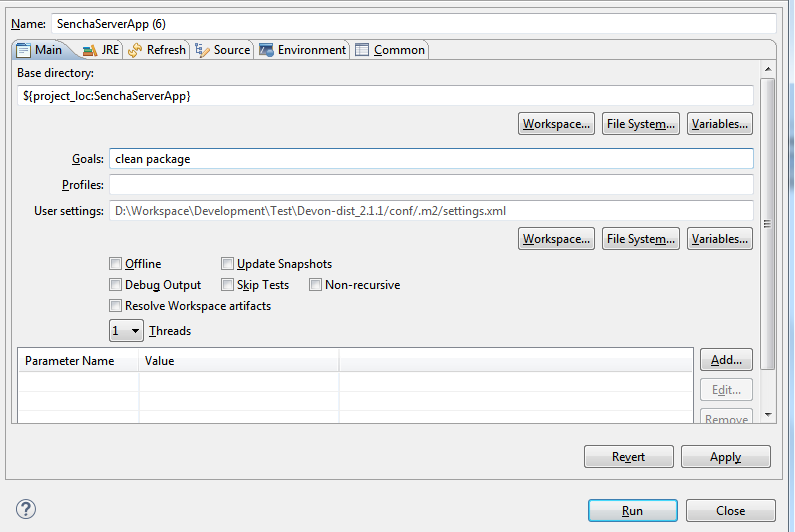 Name: SenchaServerApp (6)
Main JRE Refresh Source Environment Common
Base directory:
${project_loc:SenchaServerApp}
Workspace... File System... Variables...
Goals: clean package
Profiles:
User settings: D:\Workspace\Development\Test\Devon-dist_2.1.1/conf/.m2/settings.xml
Workspace... File System... Variables...
Offline Update Snapshots
Debug Output Skip Tests Non-recursive
Resolve Workspace artifacts
1 Threads
Parameter Name Value Add...
Edit...
Remove
Revert Apply
? Run Close